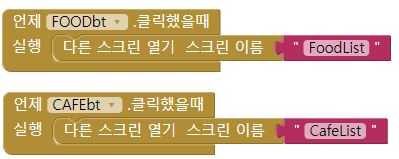 언제 FOODbt .클릭했을때
실행 다른 스크린 열기 스크린 이름 " FoodList "
언제 CAFEbt .클릭했을때
실행 다른 스크린 열기 스크린 이름 " CafeList "